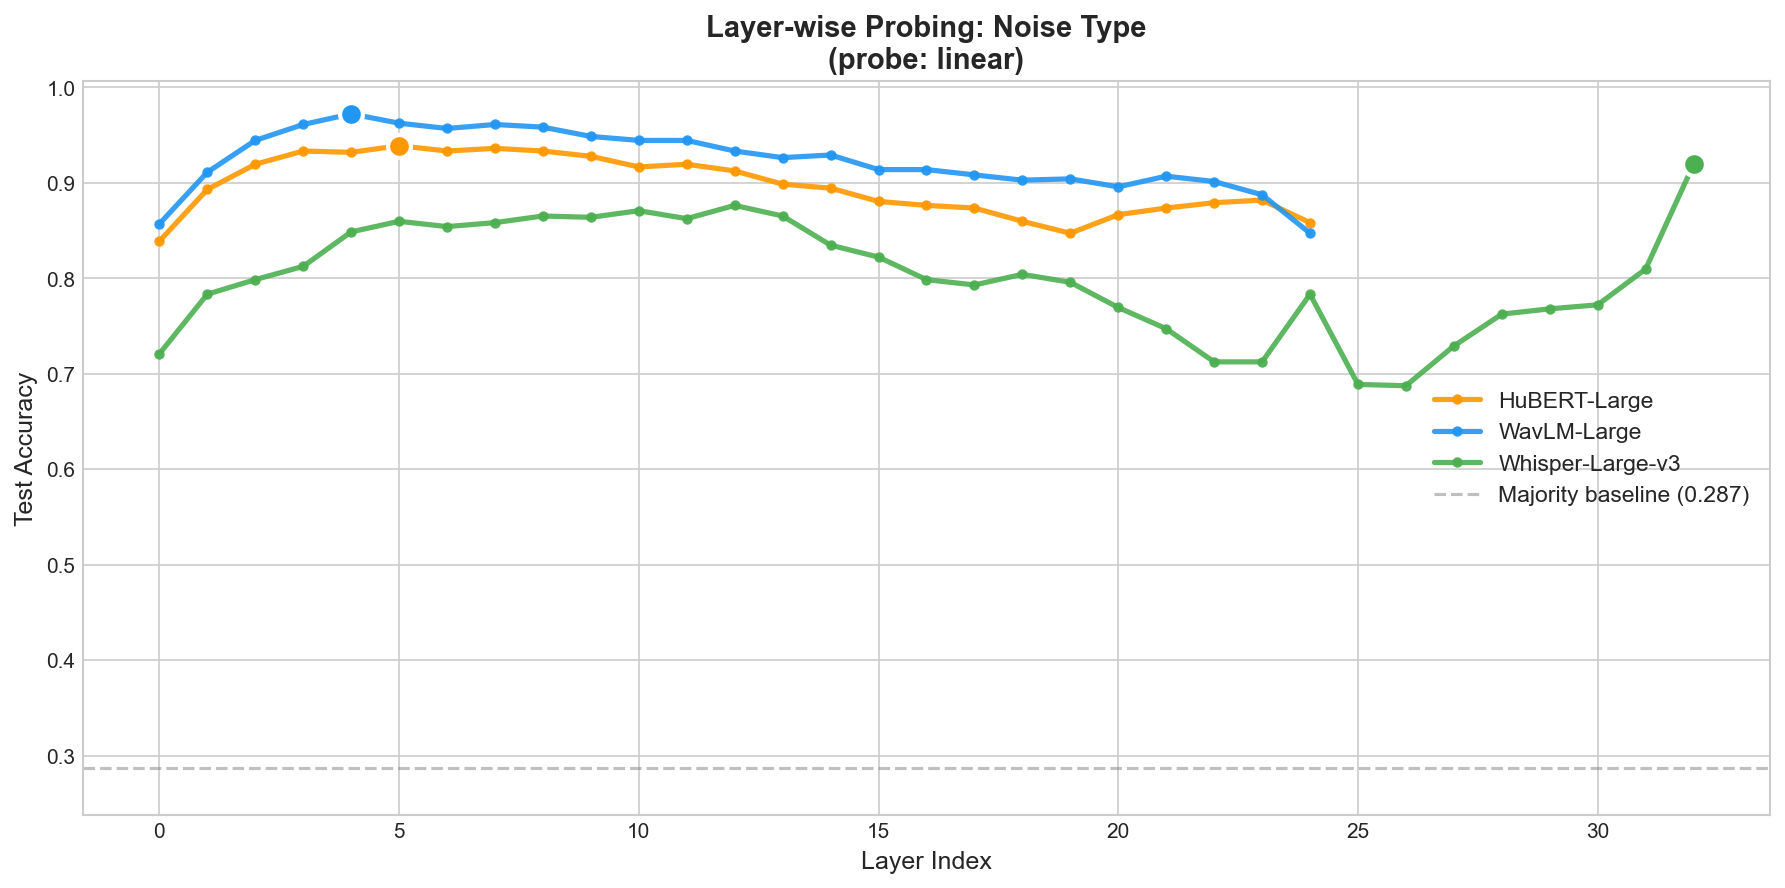 Layer-wise Probing: Noise Type
(probe: linear)
Test Accuracy
1.0
0.9
0.8
0.7
0.6
0.5
0.4
0.3
HuBERT-Large
WavLM-Large
Whisper-Large-v3
Majority baseline (0.287)
0 5 10 15 20 25 30
Layer Index